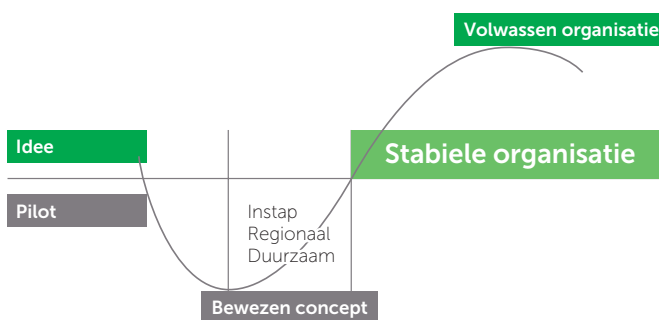 Volwassen organisatie
Idee
Stabiele organisatie
Pilot
Instap
Regionaal
Duurzaam
Bewezen concept